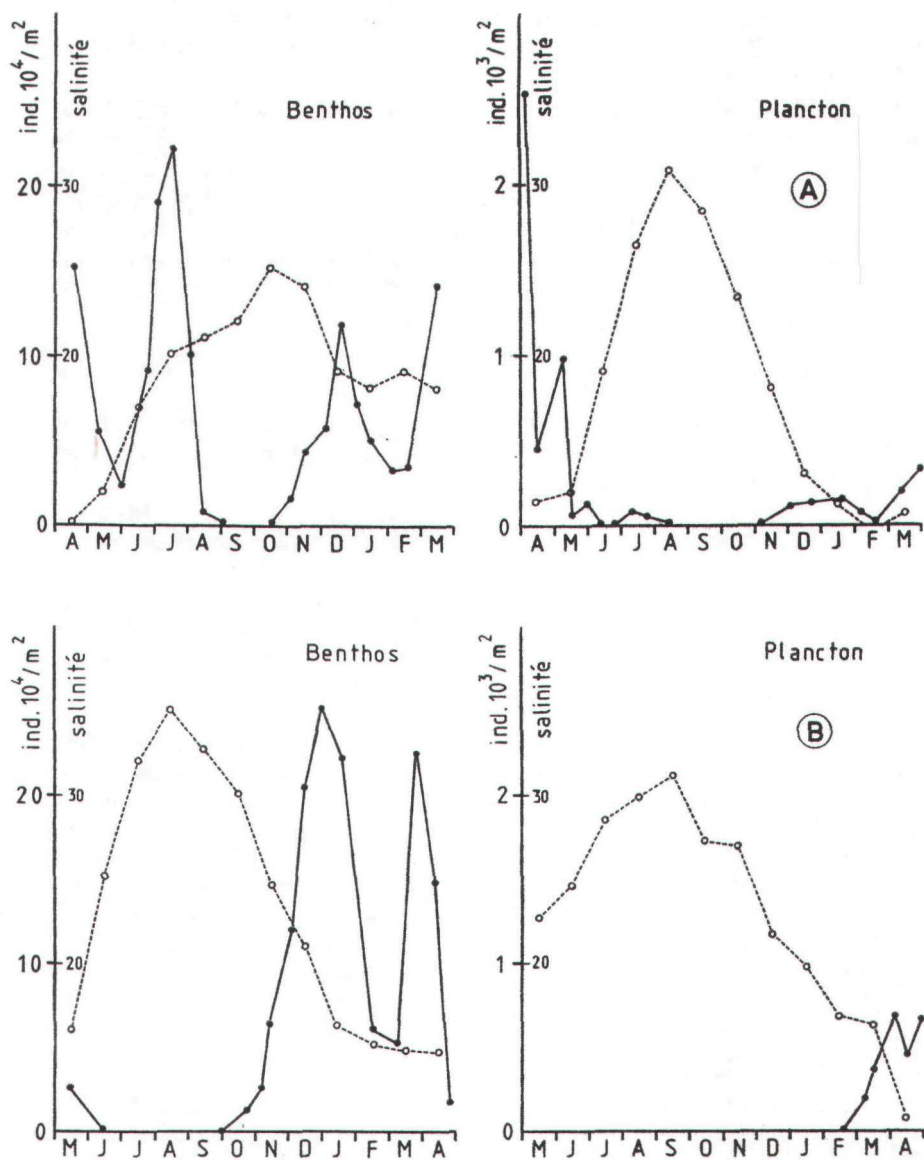 ind. 10⁴/m²
salinité
Benthos
20
30
10
20
0
A M J J A S O N D J F M
ind. 10³/m²
salinité
Plancton
A
2
30
1
20
0
A M J J A S O N D J F M
ind. 10⁴/m²
salinité
Benthos
20
30
10
20
0
M J J A S O N D J F M A
ind. 10³/m²
salinité
Plancton
B
2
30
1
20
0
M J J A S O N D J F M A